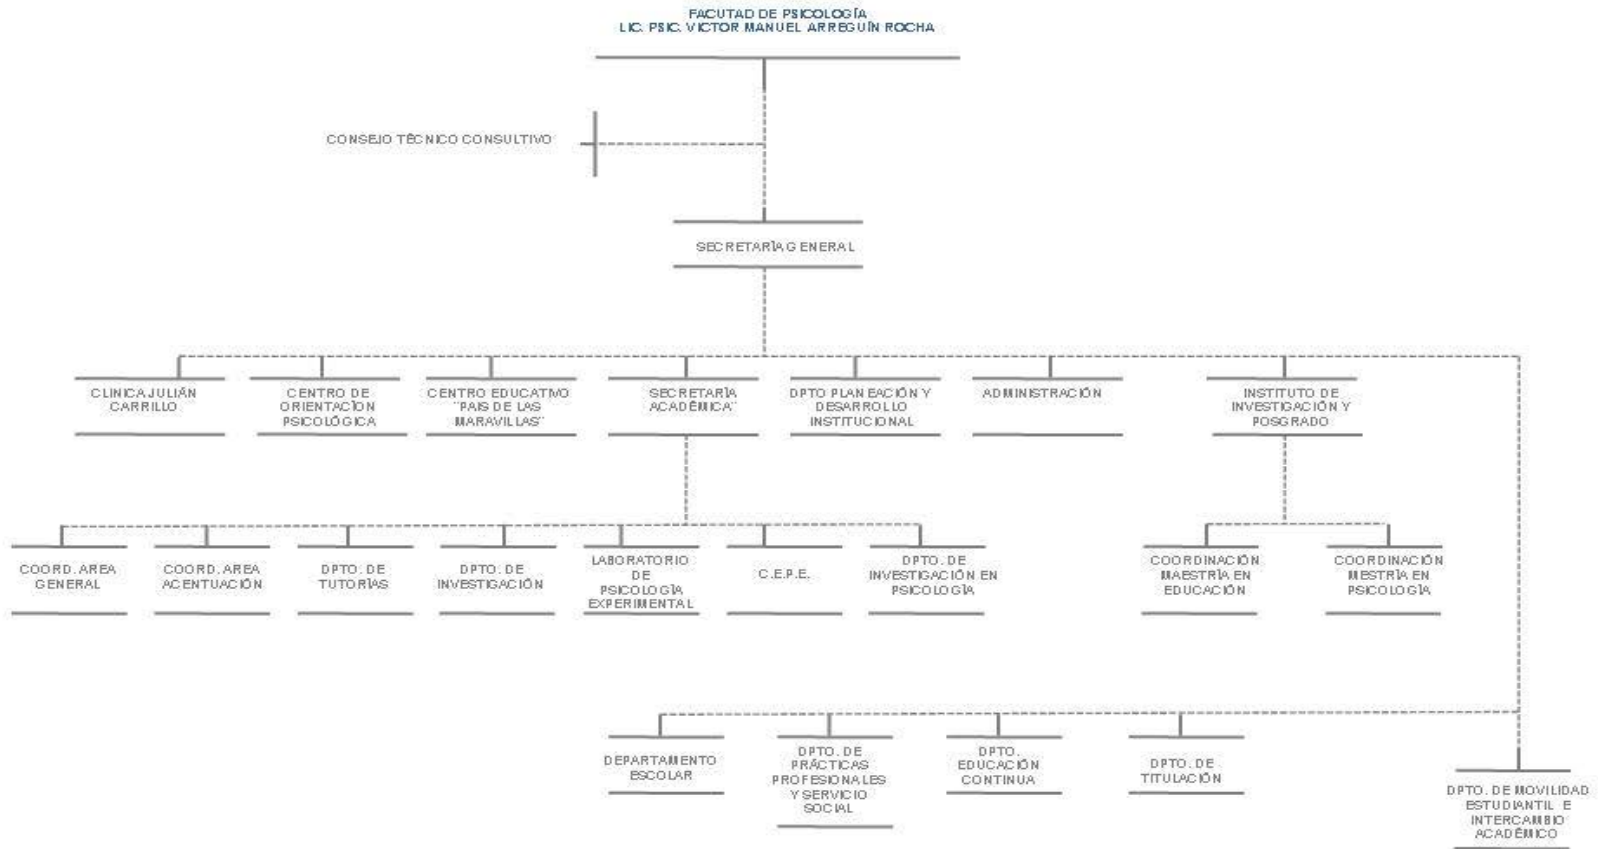 FACUTAD DE PSICOLOGÍA
LIC. PSIC. VICTOR MANUEL ARREGUÍN ROCHA
CONSEJO TÉCNICO CONSULTIVO
SECRETARÍA GENERAL
CLINICA JULIÁN
CARRILLO
CENTRO DE
ORIENTACÍON
PSICOLÓGICA
CENTRO EDUCATIVO
¨PAIS DE LAS
MARAVILLAS¨
SECRETARÍA
ACADÉMICA¨
DPTO PLANEACIÓN Y
DESARROLLO
INSTITUCIONAL
ADMINISTRACIÓN
INSTITUTO DE
INVESTIGACIÓN Y
POSGRADO
COORD. AREA
GENERAL
COORD. AREA
ACENTUACIÓN
DPTO. DE
TUTORÍAS
DPTO. DE
INVESTIGACIÓN
LABORATORIO
DE
PSICOLOGÍA
EXPERIMENTAL
C.E.P.E.
DPTO. DE
INVESTIGACIÓN EN
PSICOLOGÍA
COORDINACIÓN
MAESTRÍA EN
EDUCACIÓN
COORDINACIÓN
MESTRÍA EN
PSICOLOGÍA
DEPARTAMENTO
ESCOLAR
DPTO. DE
PRÁCTICAS
PROFESIONALES
Y SERVICIO
SOCIAL
DPTO.
EDUCACIÓN
CONTINUA
DPTO. DE
TITULACIÓN
DPTO. DE MOVILIDAD
ESTUDIANTIL E
INTERCAMBIO
ACADÉMICO